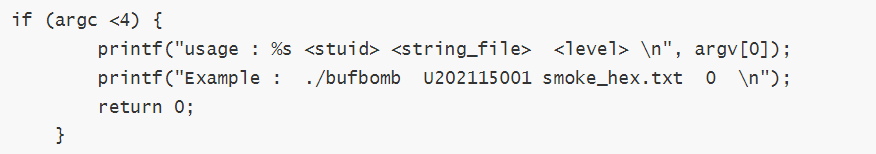 if (argc <4) {
        printf("usage : %s <stuid> <string_file>  <level> \n", argv[0]);
        printf("Example :  ./bufbomb  U202115001 smoke_hex.txt  0  \n");
        return 0;
    }